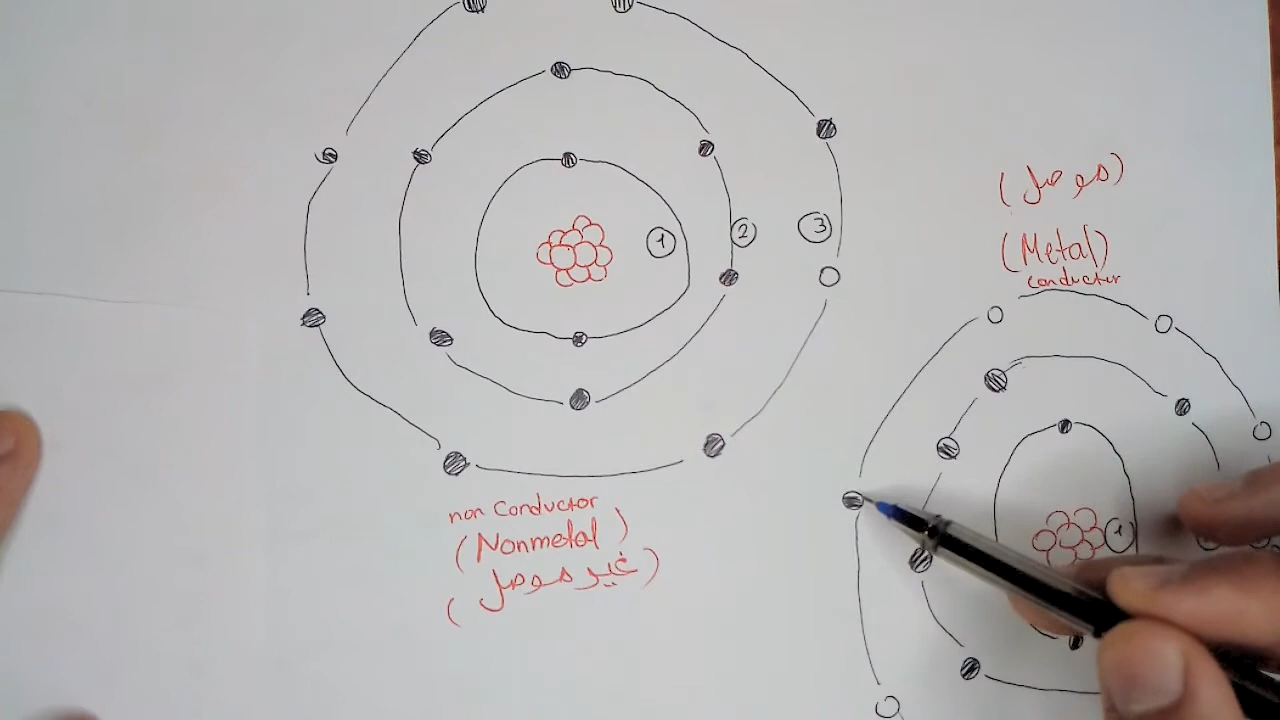 1
2
3
non Conductor
(Nonmetal)
(غير موصل)
(موصل)
(Metal)
conductor
1